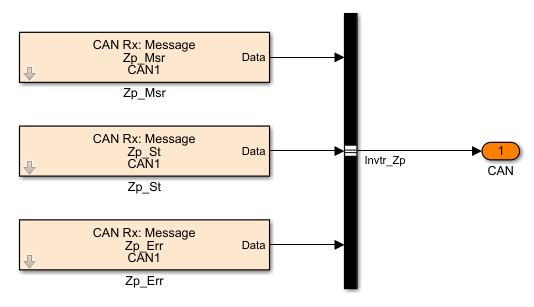 CAN Rx: Message
Zp_Msr
CAN1
Data
Zp_Msr
CAN Rx: Message
Zp_St
CAN1
Data
Zp_St
Invtr_Zp
1
CAN
CAN Rx: Message
Zp_Err
CAN1
Data
Zp_Err